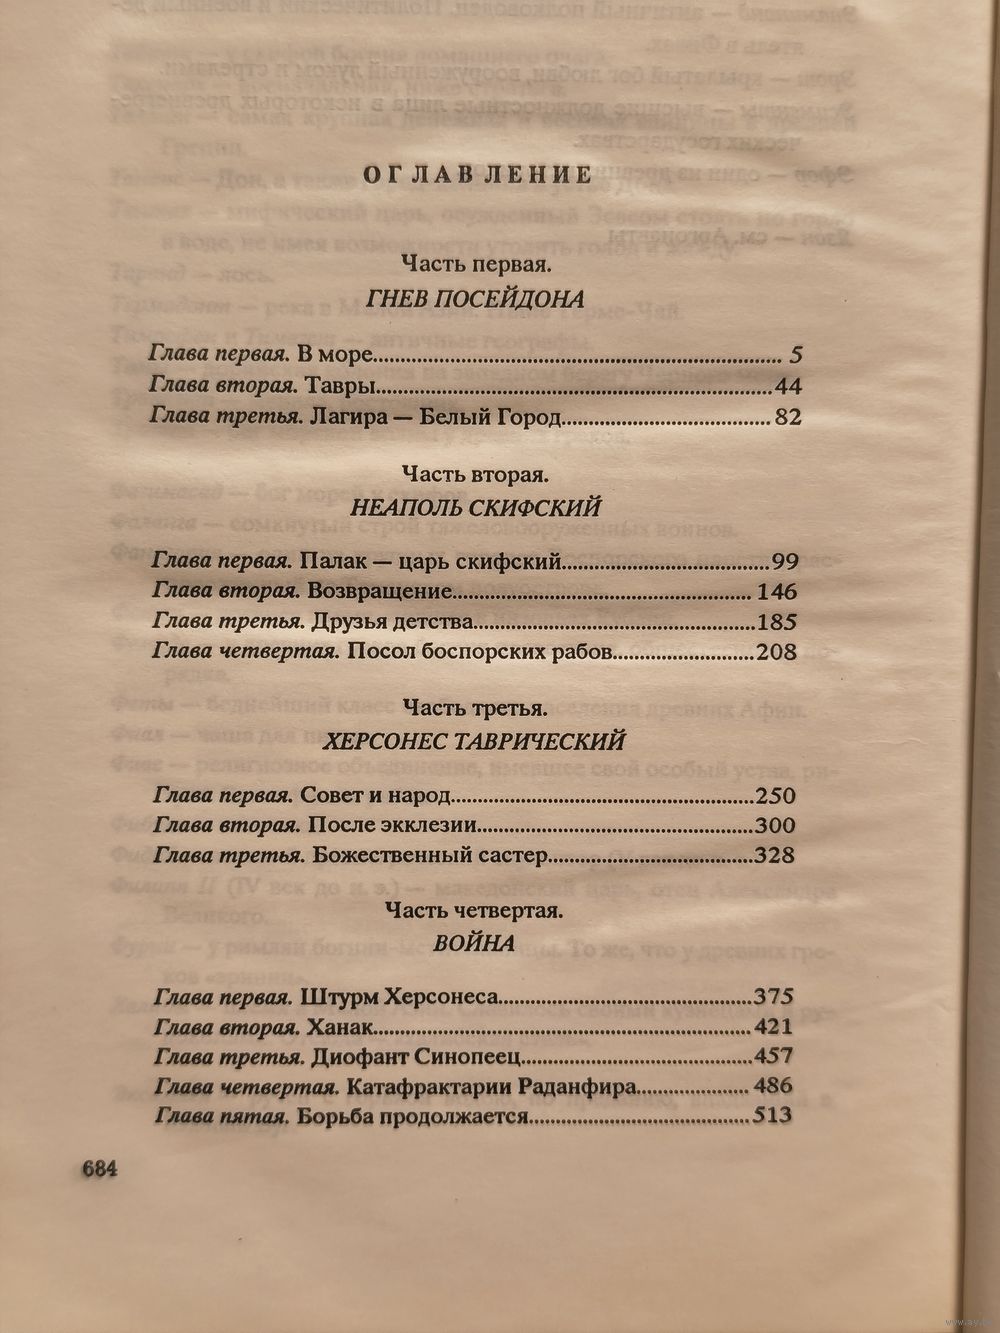 ОГЛАВЛЕНИЕ
Часть первая.
ГНЕВ ПОСЕЙДОНА
Глава первая. В море.......... 5
Глава вторая. Тавры..........44
Глава третья. Лагира — Белый Город.......... 82
Часть вторая.
НЕАПОЛЬ СКИФСКИЙ
Глава первая. Палак — царь скифский..........99
Глава вторая. Возвращение.......... 146
Глава третья. Друзья детства..........185
Глава четвертая. Посол боспорских рабов..........208
Часть третья.
ХЕРСОНЕС ТАВРИЧЕСКИЙ
Глава первая. Совет и народ..........250
Глава вторая. После экклезии..........300
Глава третья. Божественный састер..........328
Часть четвертая.
ВОЙНА
Глава первая. Штурм Херсонеса..........375
Глава вторая. Ханак.......... 421
Глава третья. Диофант Синопеец..........457
Глава четвертая. Катафрактарии Раданфира.......... 486
Глава пятая. Борьба продолжается..........513
684